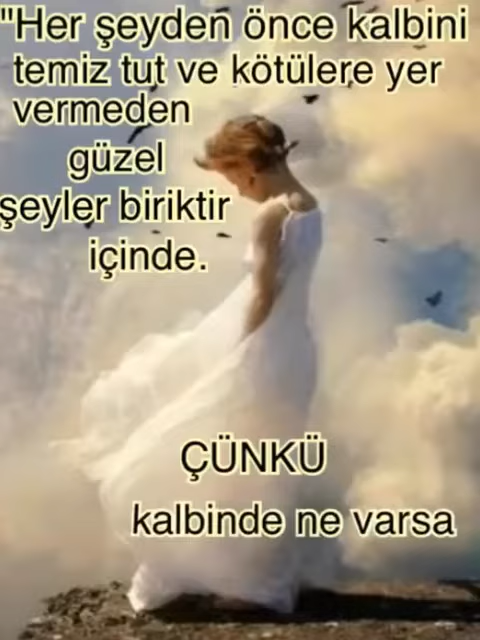 "Her şeyden önce kalbini
temiz tut ve kötülere yer
vermeden
güzel
şeyler biriktir
içinde.
ÇÜNKÜ
kalbinde ne varsa